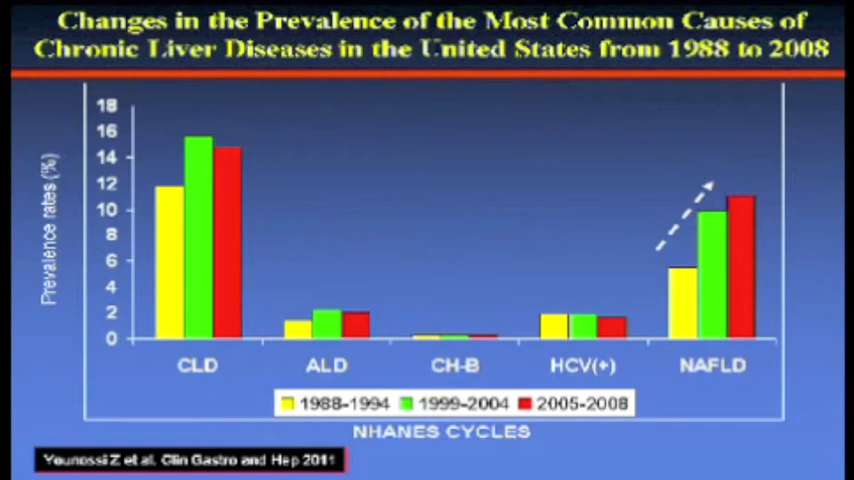 Changes in the Prevalence of the Most Common Causes of
Chronic Liver Diseases in the United States from 1988 to 2008
Prevalence rates (%)
18
16
14
12
10
8
6
4
2
0
CLD ALD CH-B HCV(+) NAFLD
1988-1994 1999-2004 2005-2008
NHANES CYCLES
Younossi Z et al. Clin Gastro and Hep 2011